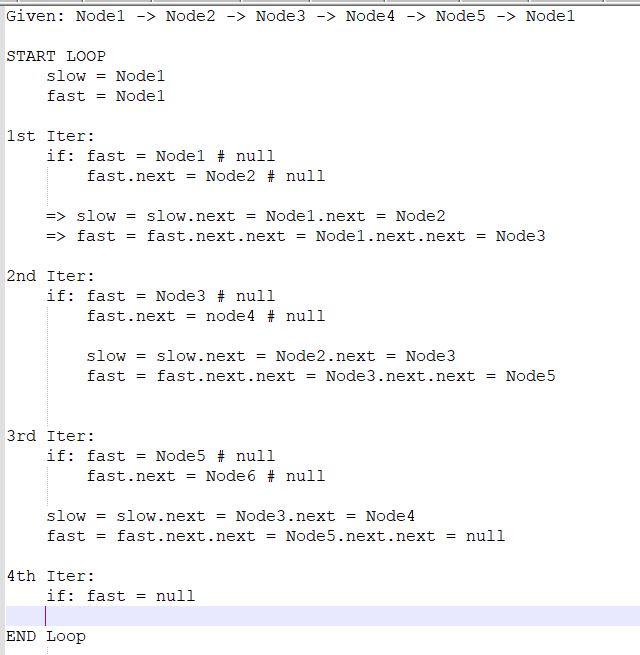 Given: Node1 -> Node2 -> Node3 -> Node4 -> Node5 -> Node1
START LOOP
slow = Node1
fast = Node1
1st Iter:
if: fast = Node1 # null
fast.next = Node2 # null
=> slow = slow.next = Node1.next = Node2
=> fast = fast.next.next = Node1.next.next = Node3
2nd Iter:
if: fast = Node3 # null
fast.next = node4 # null
slow = slow.next = Node2.next = Node3
fast = fast.next.next = Node3.next.next = Node5
3rd Iter:
if: fast = Node5 # null
fast.next = Node6 # null
slow = slow.next = Node3.next = Node4
fast = fast.next.next = Node5.next.next = null
4th Iter:
if: fast = null
END Loop